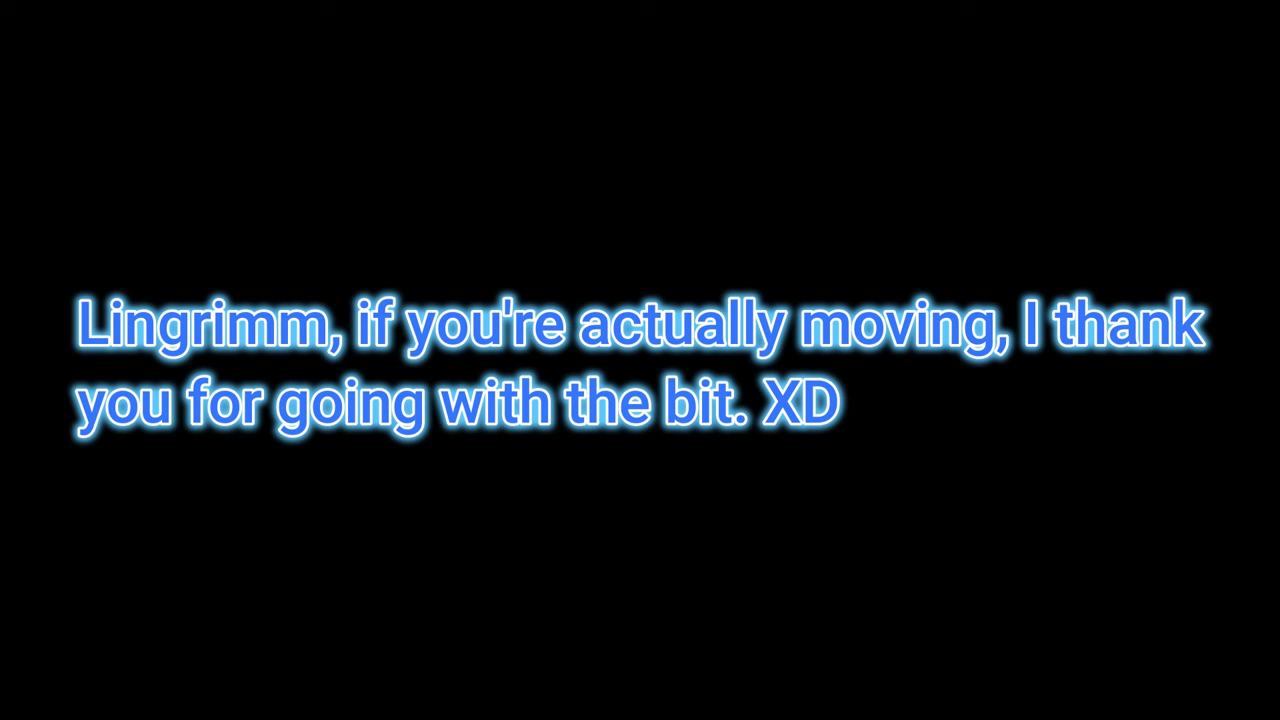 Lingrimm, if you're actually moving, I thank
you for going with the bit. XD